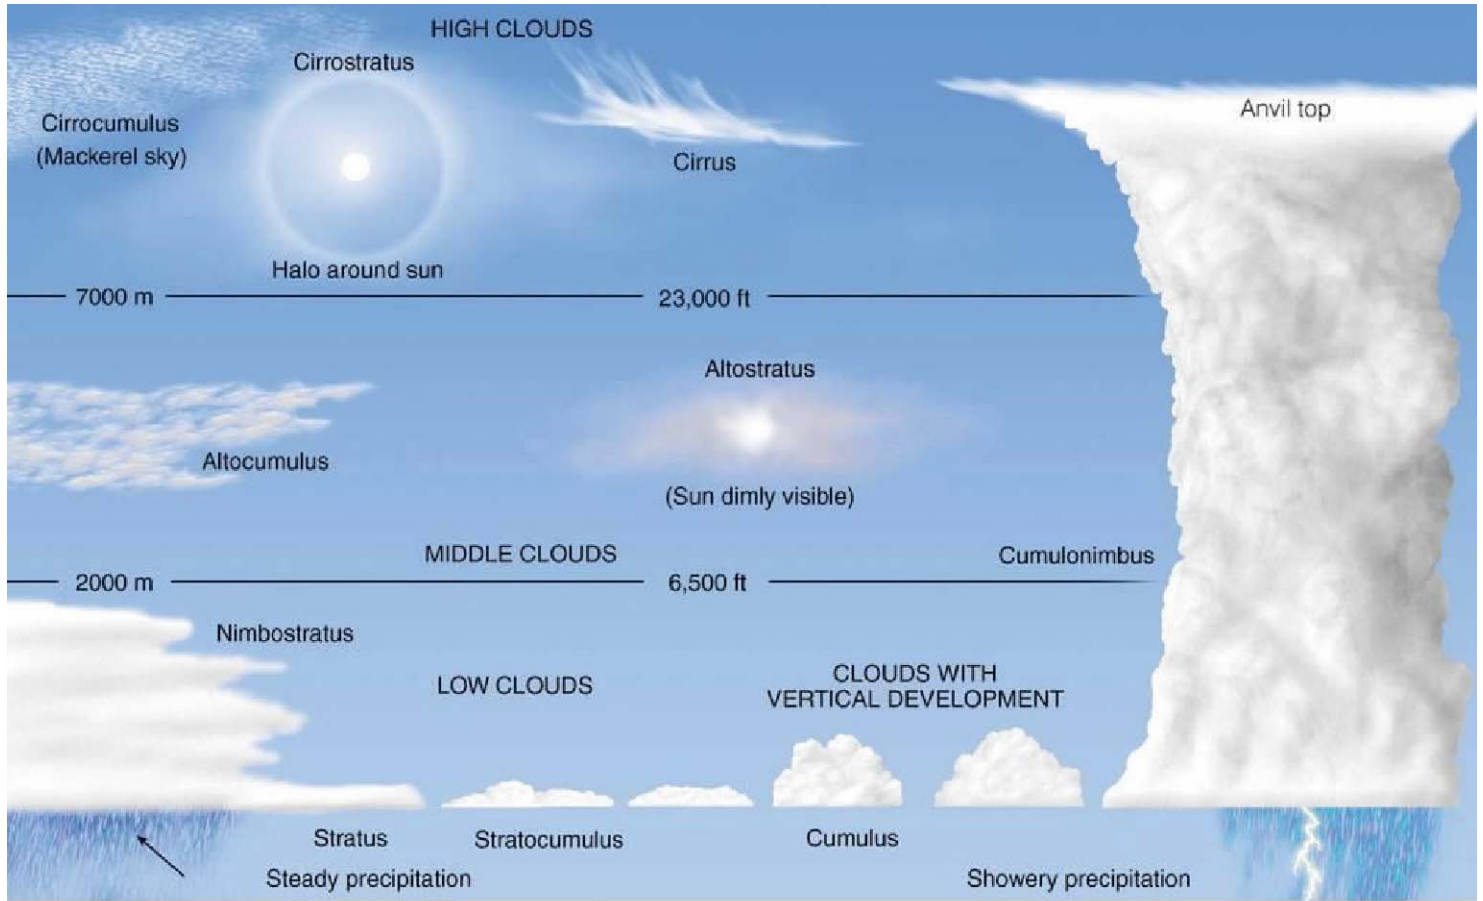 HIGH CLOUDS
Cirrostratus
Anvil top
Cirrocumulus
(Mackerel sky)
Cirrus
Halo around sun
7000 m
23,000 ft
Altostratus
Altocumulus
(Sun dimly visible)
MIDDLE CLOUDS
Cumulonimbus
2000 m
6,500 ft
Nimbostratus
LOW CLOUDS
CLOUDS WITH
VERTICAL DEVELOPMENT
Stratus
Stratocumulus
Cumulus
Steady precipitation
Showery precipitation